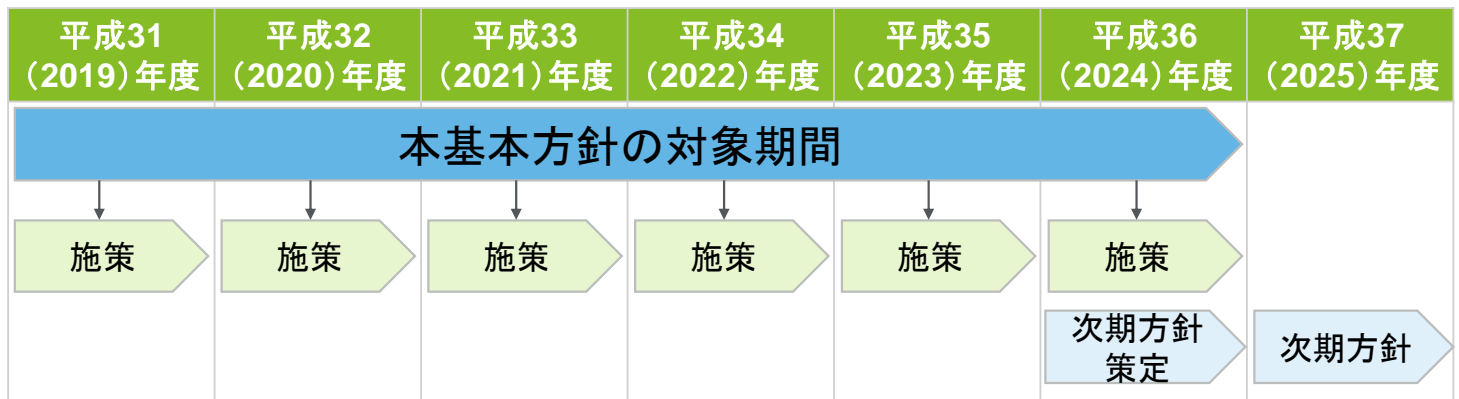 平成31
（2019）年度
平成32
（2020）年度
平成33
（2021）年度
平成34
（2022）年度
平成35
（2023）年度
平成36
（2024）年度
平成37
（2025）年度
本基本方針の対象期間
施策
施策
施策
施策
施策
施策
次期方針
策定
次期方針